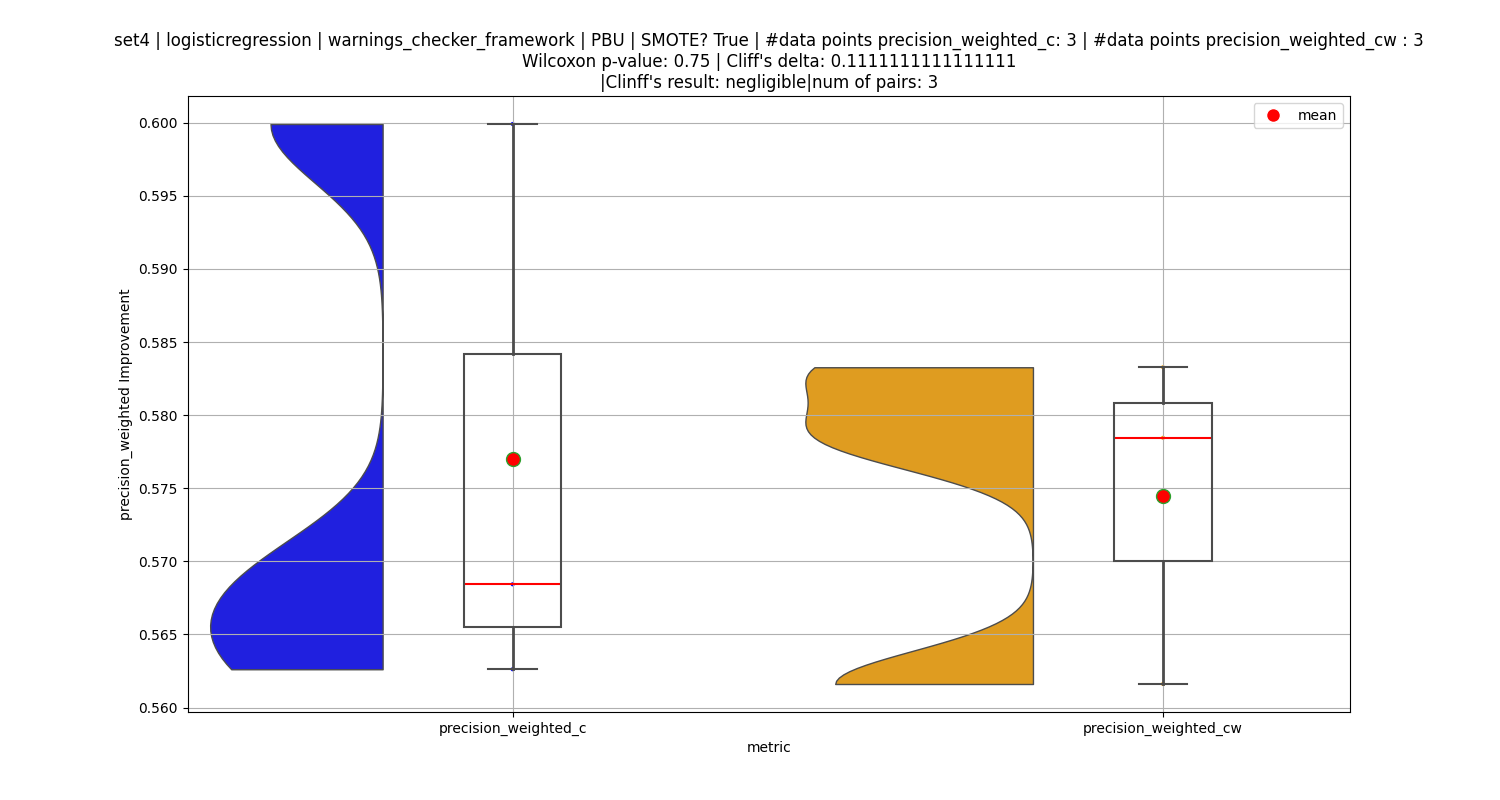 set4 | logisticregression | warnings_checker_framework | PBU | SMOTE? True | #data points precision_weighted_c: 3 | #data points precision_weighted_cw : 3
Wilcoxon p-value: 0.75 | Cliff's delta: 0.1111111111111111
|Clinff's result: negligible|num of pairs: 3
mean
0.600
0.595
0.590
0.585
0.580
0.575
0.570
0.565
0.560
precision_weighted Improvement
precision_weighted_c
precision_weighted_cw
metric